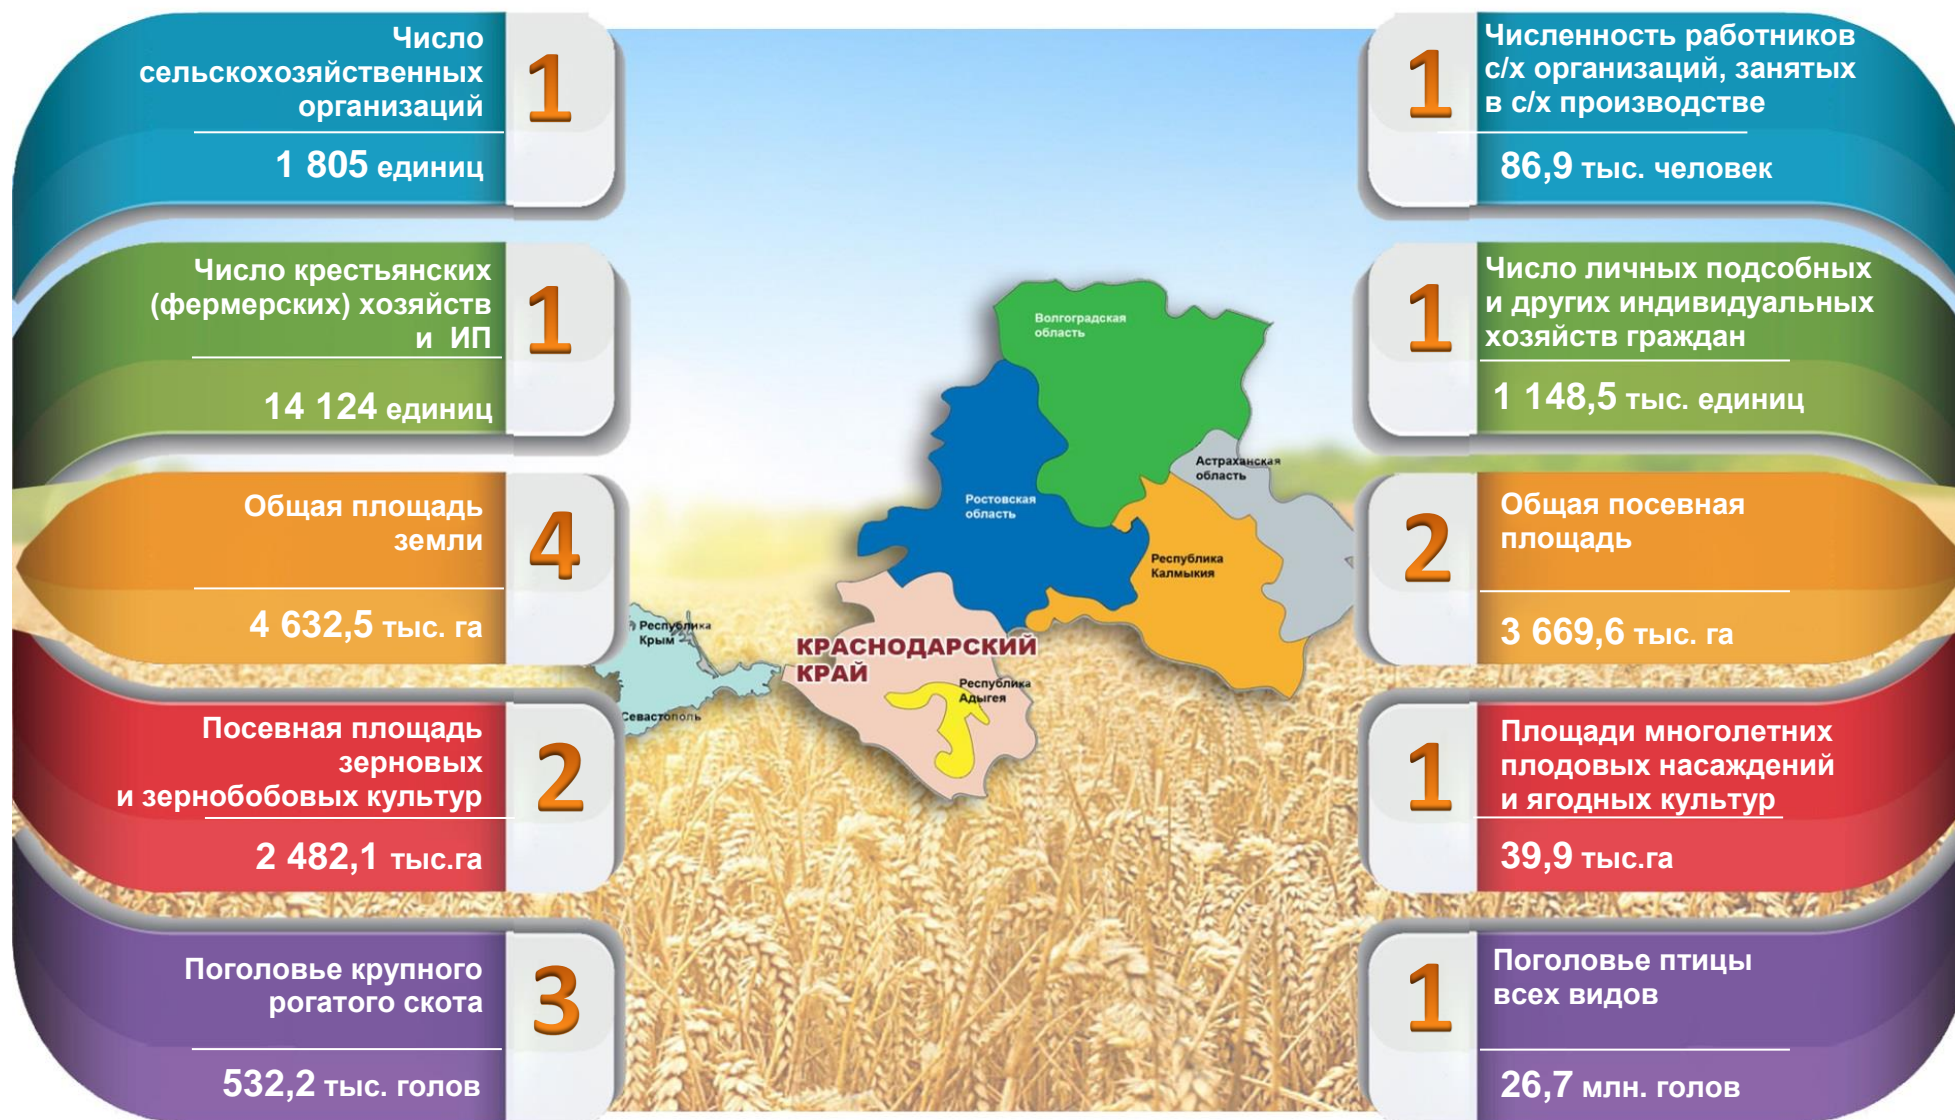 Число
сельскохозяйственных
организаций
1
1 805 единиц
Численность работников
с/х организаций, занятых
в с/х производстве
1
86,9 тыс. человек
Число крестьянских
(фермерских) хозяйств
и ИП
1
14 124 единиц
Число личных подсобных
и других индивидуальных
хозяйств граждан
1
1 148,5 тыс. единиц
Общая площадь
земли
4
4 632,5 тыс. га
Общая посевная
площадь
2
3 669,6 тыс. га
Посевная площадь
зерновых
и зернобобовых культур
2
2 482,1 тыс.га
Площади многолетних
плодовых насаждений
и ягодных культур
1
39,9 тыс.га
Поголовье крупного
рогатого скота
3
532,2 тыс. голов
Поголовье птицы
всех видов
1
26,7 млн. голов
Волгоградская
область
Астраханская
область
Ростовская
область
Республика
Калмыкия
Республика
Крым
КРАСНОДАРСКИЙ
КРАЙ
Республика
Адыгея
Севастополь